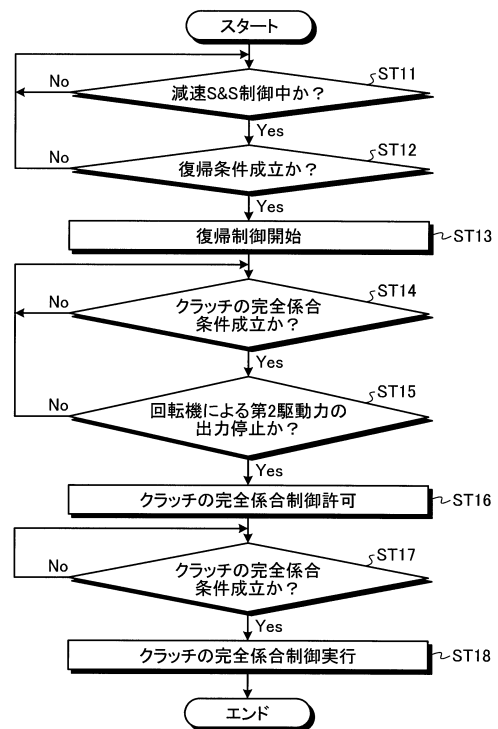 スタート
減速S&S制御中か?
ST11
No
Yes
復帰条件成立か?
ST12
No
Yes
復帰制御開始
ST13
クラッチの完全係合
条件成立か?
ST14
No
Yes
回転機による第2駆動力の
出力停止か?
ST15
No
Yes
クラッチの完全係合制御許可
ST16
クラッチの完全係合
条件成立か?
ST17
No
Yes
クラッチの完全係合制御実行
ST18
エンド